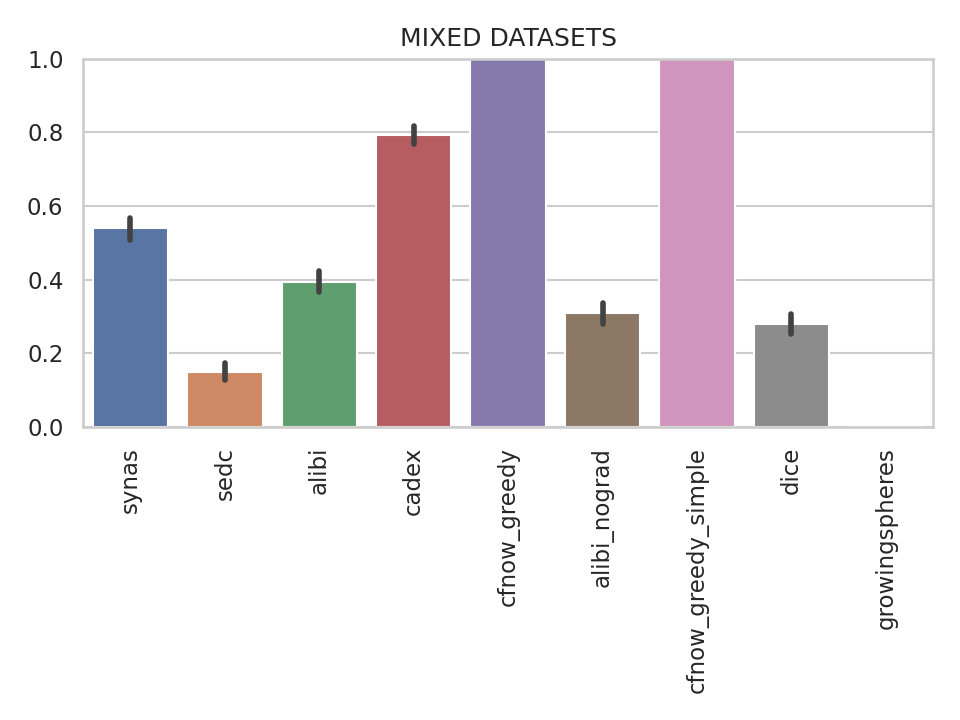 MIXED DATASETS
1.0
0.8
0.6
0.4
0.2
0.0
synas
sedc
alibi
cadex
cfnow_greedy
alibi_nograd
cfnow_greedy_simple
dice
growingspheres